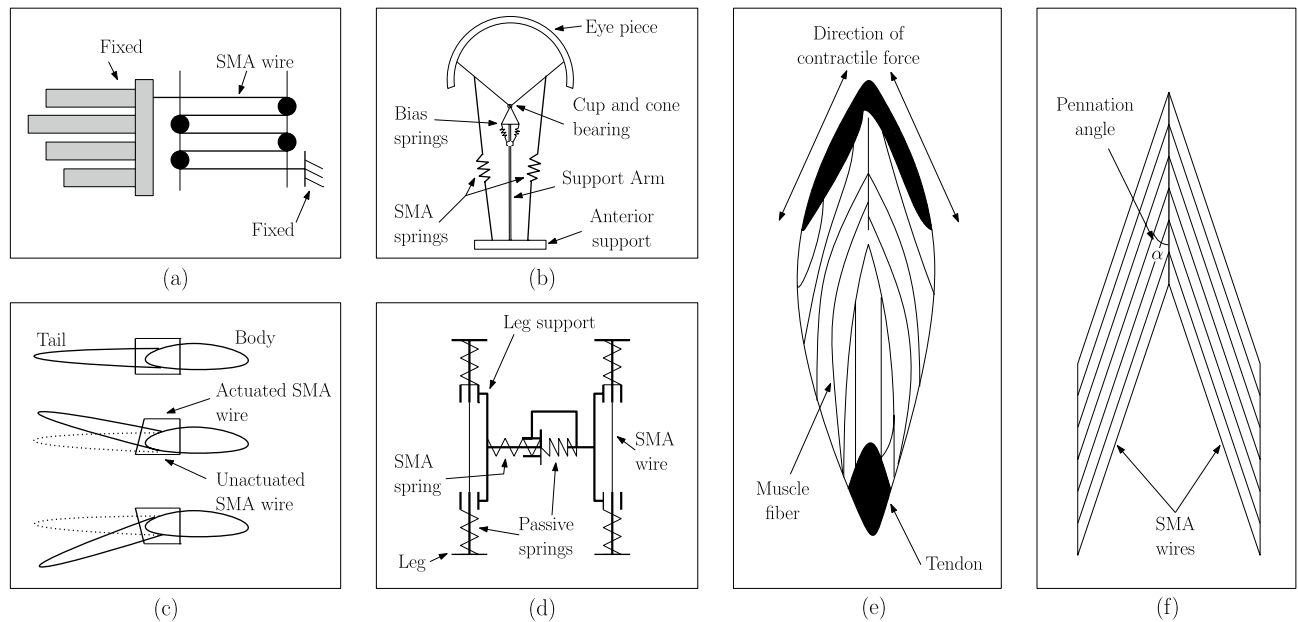 Fixed
SMA wire
Fixed
(a)
Eye piece
Bias
springs
Cup and cone
bearing
Support Arm
SMA
springs
Anterior
support
(b)
Tail
Body
Actuated SMA
wire
Unactuated
SMA wire
(c)
Leg support
SMA
wire
SMA
spring
Passive
springs
Leg
(d)
Direction of
contractile force
Muscle
fiber
Tendon
(e)
Pennation
angle
α
SMA
wires
(f)